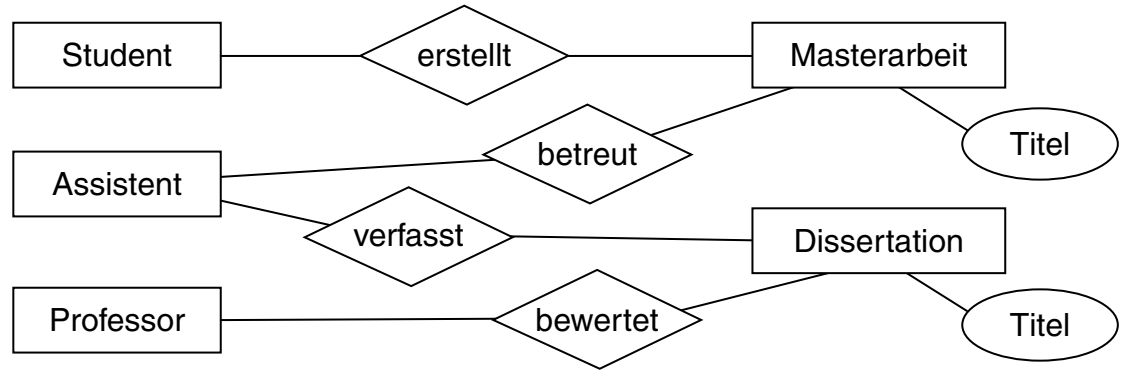 Student
erstellt
Masterarbeit
Titel
betreut
Assistent
verfasst
Dissertation
Professor
bewertet
Titel